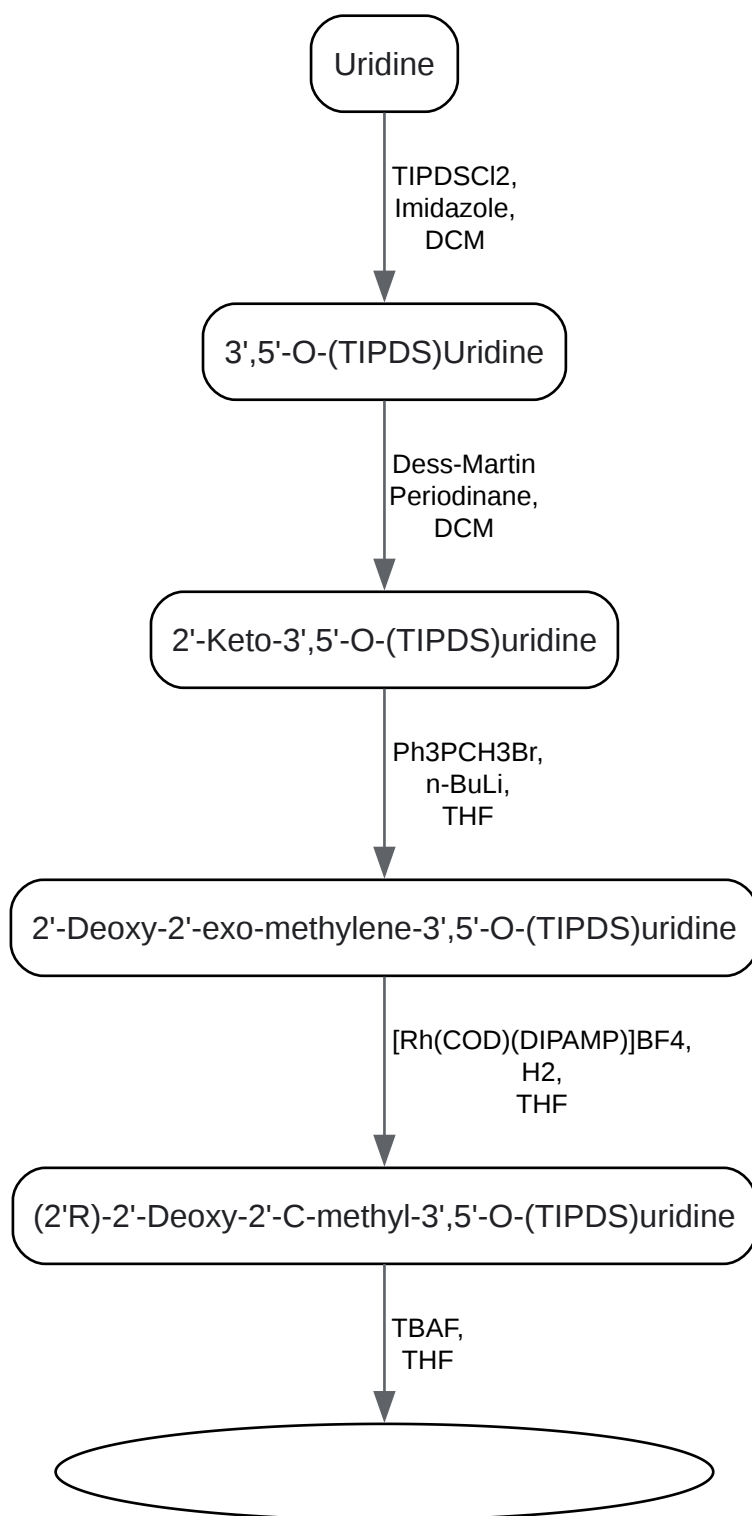 Uridine
TIPDSCl2,
Imidazole,
DCM
3',5'-O-(TIPDS)Uridine
Dess-Martin
Periodinane,
DCM
2'-Keto-3',5'-O-(TIPDS)uridine
Ph3PCH3Br,
n-BuLi,
THF
2'-Deoxy-2'-exo-methylene-3',5'-O-(TIPDS)uridine
[Rh(COD)(DIPAMP)]BF4,
H2,
THF
(2'R)-2'-Deoxy-2'-C-methyl-3',5'-O-(TIPDS)uridine
TBAF,
THF